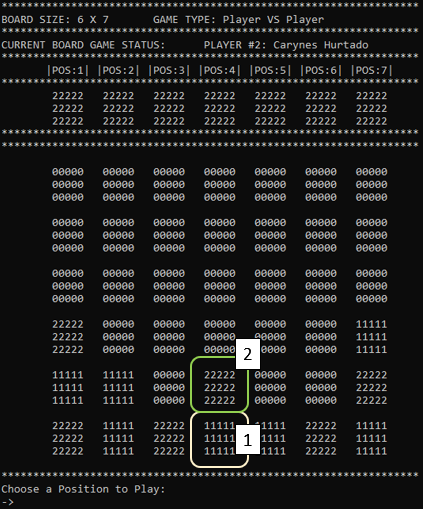 ******************************************************************
BOARD SIZE: 6 X 7 GAME TYPE: Player VS Player
******************************************************************
CURRENT BOARD GAME STATUS: PLAYER #2: Carynes Hurtado
******************************************************************
|POS:1| |POS:2| |POS:3| |POS:4| |POS:5| |POS:6| |POS:7|
******************************************************************
22222 22222 22222 22222 22222 22222 22222
22222 22222 22222 22222 22222 22222 22222
22222 22222 22222 22222 22222 22222 22222
******************************************************************
******************************************************************
00000 00000 00000 00000 00000 00000 00000
00000 00000 00000 00000 00000 00000 00000
00000 00000 00000 00000 00000 00000 00000
00000 00000 00000 00000 00000 00000 00000
00000 00000 00000 00000 00000 00000 00000
00000 00000 00000 00000 00000 00000 00000
00000 00000 00000 00000 00000 00000 00000
00000 00000 00000 00000 00000 00000 00000
00000 00000 00000 00000 00000 00000 00000
22222 00000 00000 00000 00000 00000 11111
22222 00000 00000 00000 00000 00000 11111
22222 00000 00000 00000 00000 00000 11111
2
11111 11111 00000 22222 00000 00000 22222
11111 11111 00000 22222 00000 00000 22222
11111 11111 00000 22222 00000 00000 22222
22222 11111 22222 11111 11111 22222 11111
22222 11111 22222 11111 11111 22222 11111
22222 11111 22222 11111 11111 22222 11111
1
******************************************************************
Choose a Position to Play:
->